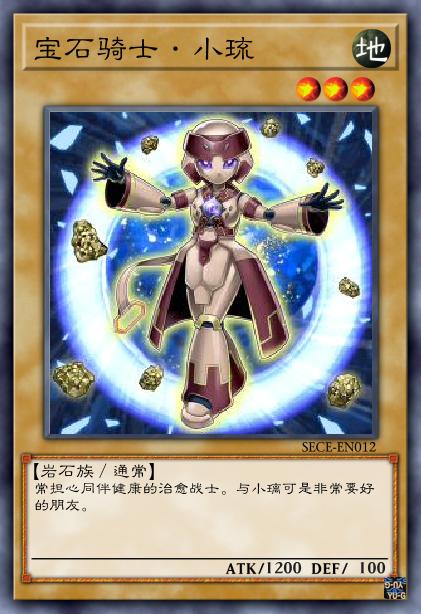 宝石骑士·小琉
地
SECE-EN012
【岩石族/通常】
常担心同伴健康的治愈战士。与小璃可是非常要好
的朋友。
ATK/1200 DEF/ 100